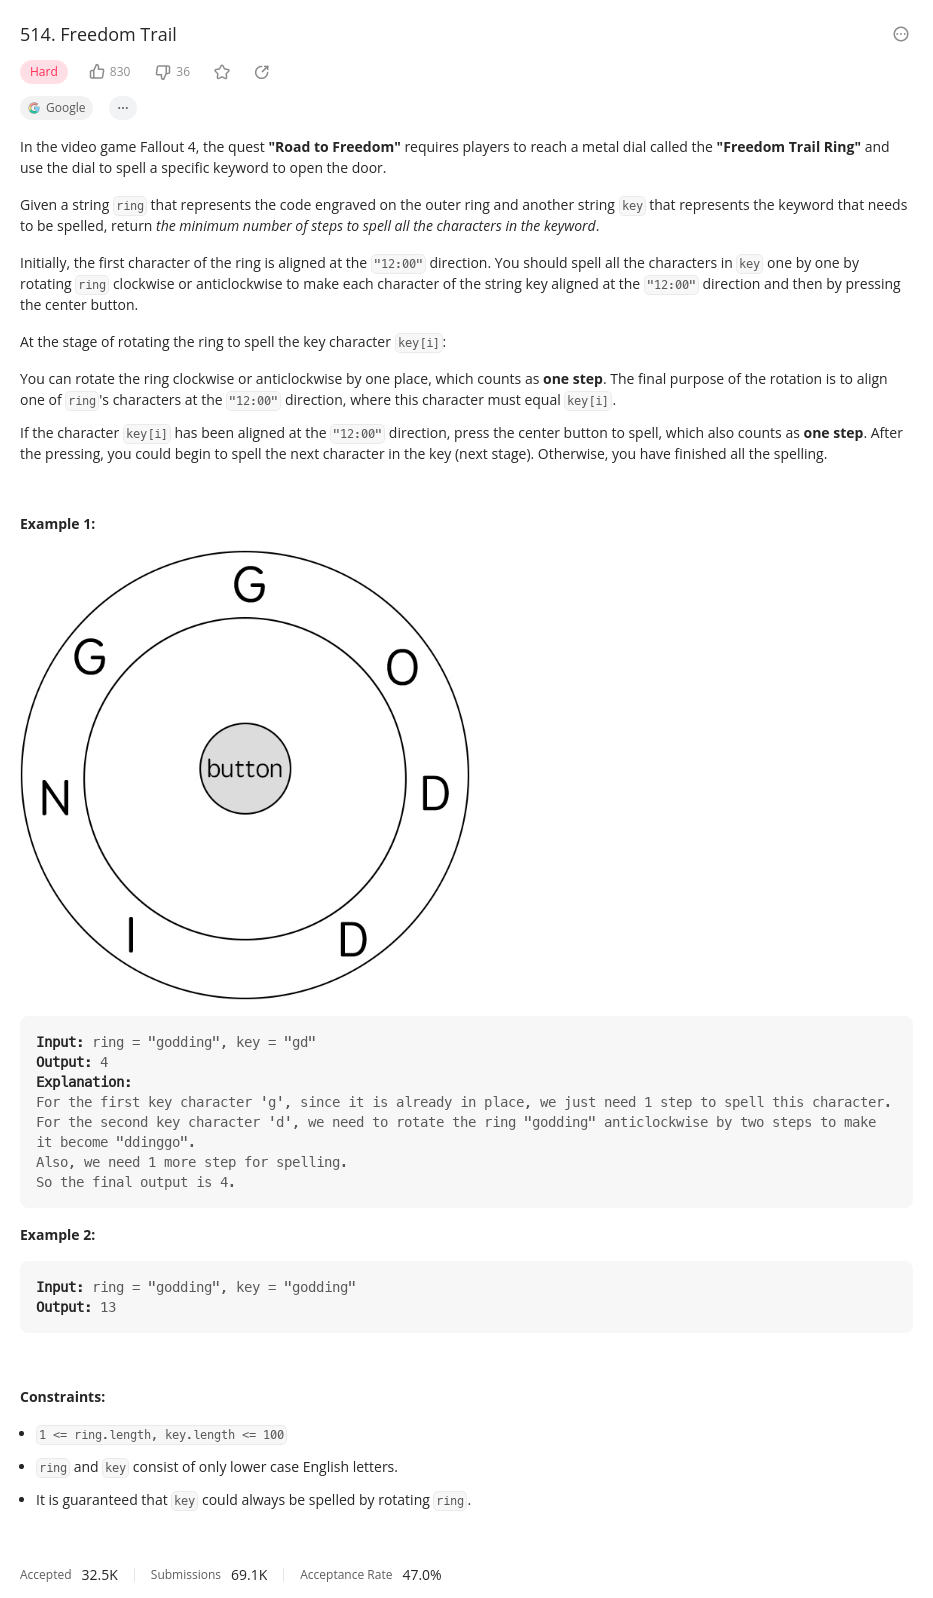 514. Freedom Trail
Hard 830 36
Google ...
In the video game Fallout 4, the quest "Road to Freedom" requires players to reach a metal dial called the "Freedom Trail Ring" and
use the dial to spell a specific keyword to open the door.
Given a string ring that represents the code engraved on the outer ring and another string key that represents the keyword that needs
to be spelled, return the minimum number of steps to spell all the characters in the keyword.
Initially, the first character of the ring is aligned at the "12:00" direction. You should spell all the characters in key one by one by
rotating ring clockwise or anticlockwise to make each character of the string key aligned at the "12:00" direction and then by pressing
the center button.
At the stage of rotating the ring to spell the key character key[i]:
You can rotate the ring clockwise or anticlockwise by one place, which counts as one step. The final purpose of the rotation is to align
one of ring's characters at the "12:00" direction, where this character must equal key[i].
If the character key[i] has been aligned at the "12:00" direction, press the center button to spell, which also counts as one step. After
the pressing, you could begin to spell the next character in the key (next stage). Otherwise, you have finished all the spelling.
Example 1:
G
G
O
button
N
D
I
D
Input: ring = "godding", key = "gd"
Output: 4
Explanation:
For the first key character 'g', since it is already in place, we just need 1 step to spell this character.
For the second key character 'd', we need to rotate the ring "godding" anticlockwise by two steps to make
it become "ddinggo".
Also, we need 1 more step for spelling.
So the final output is 4.
Example 2:
Input: ring = "godding", key = "godding"
Output: 13
Constraints:
• 1 <= ring.length, key.length <= 100
• ring and key consist of only lower case English letters.
• It is guaranteed that key could always be spelled by rotating ring.
Accepted 32.5K Submissions 69.1K Acceptance Rate 47.0%